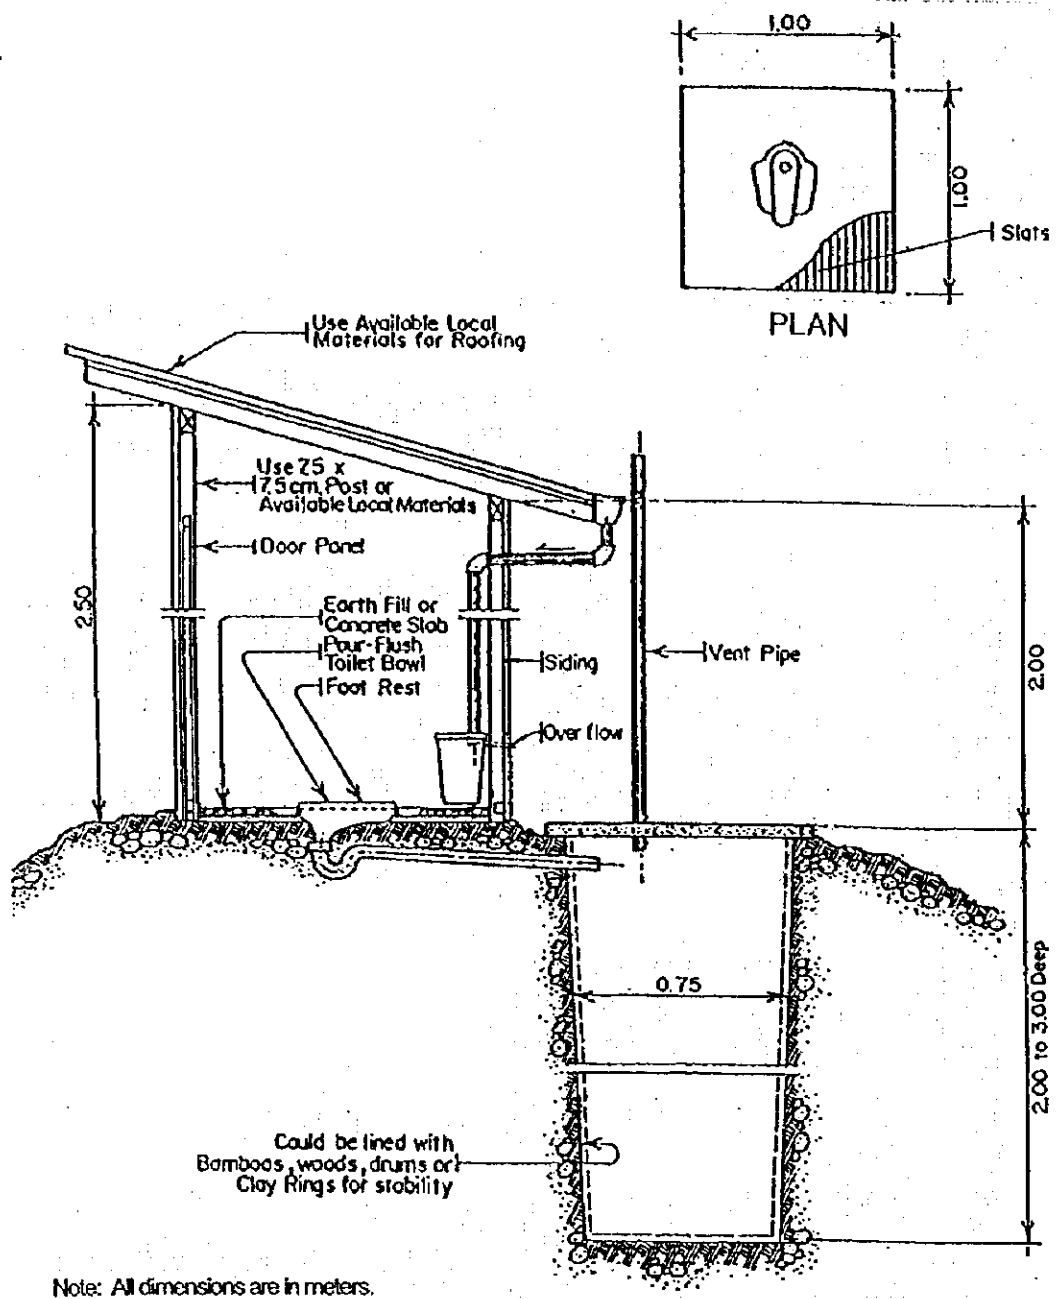 1.00
1.00
Slats
PLAN
Use Available Local
Materials for Roofing
Use 7.5 x
7.5cm. Post or
Available Local Materials
Door Panel
2.50
Earth Fill or
Concrete Slab
Pour-Flush
Toilet Bowl
Foot Rest
Siding
Over flow
Vent Pipe
2.00
0.75
2.00 to 3.00 Deep
Could be lined with
Bamboos, woods, drums or
Clay Rings for stability
Note: All dimensions are in meters.